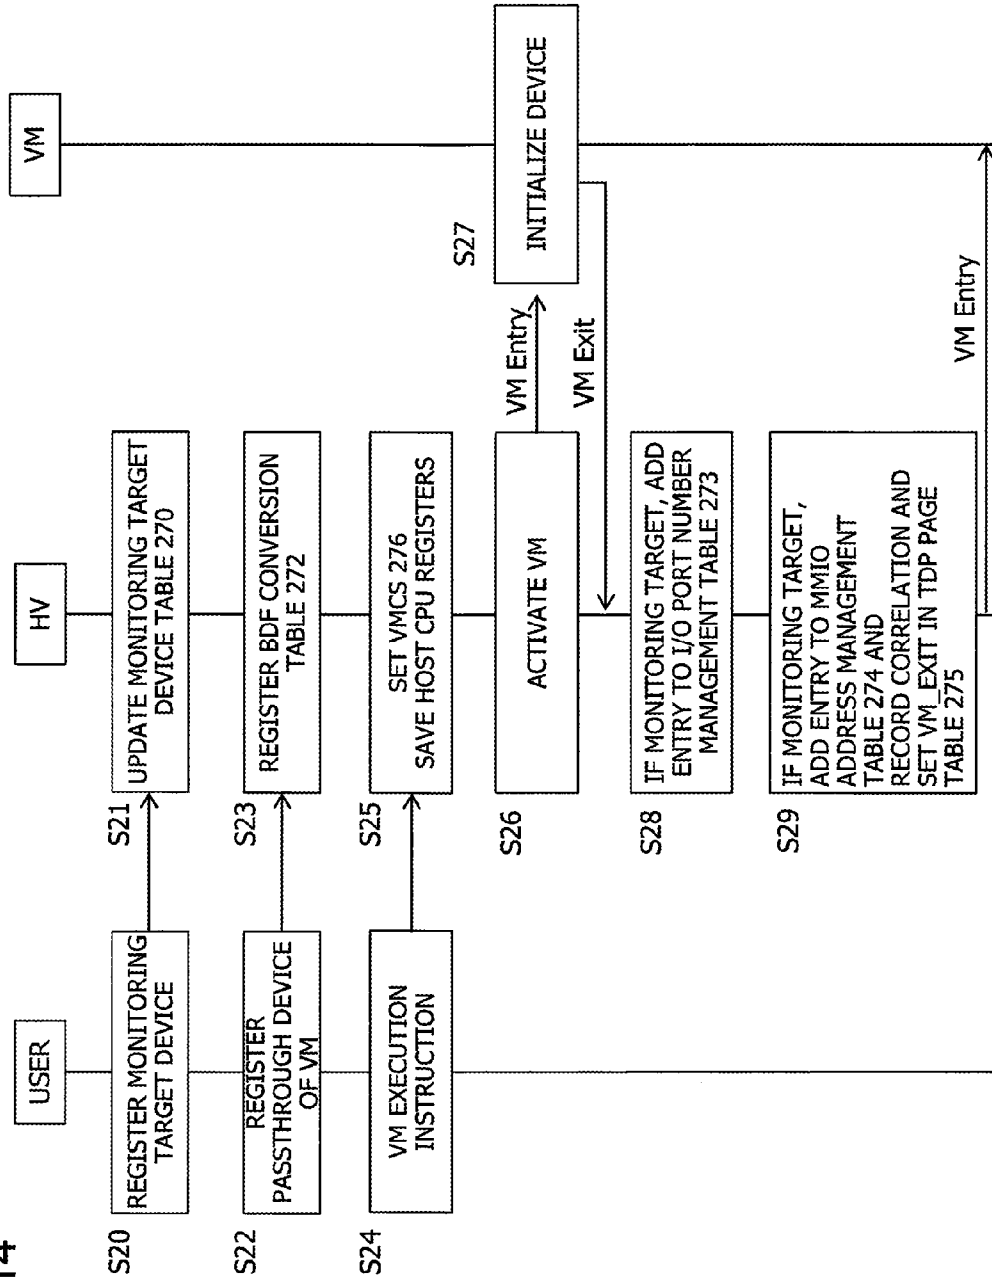 14
USER
HV
VM
S20
REGISTER MONITORING
TARGET DEVICE
S21
UPDATE MONITORING TARGET
DEVICE TABLE 270
S22
REGISTER
PASSTHROUGH DEVICE
OF VM
S23
REGISTER BDF CONVERSION
TABLE 272
S24
VM EXECUTION
INSTRUCTION
S25
SET VMCS 276
SAVE HOST CPU REGISTERS
S26
ACTIVATE VM
VM Entry
S27
INITIALIZE DEVICE
VM Exit
S28
IF MONITORING TARGET, ADD
ENTRY TO I/O PORT NUMBER
MANAGEMENT TABLE 273
S29
IF MONITORING TARGET,
ADD ENTRY TO MMIO
ADDRESS MANAGEMENT
TABLE 274 AND
RECORD CORRELATION AND
SET VM_EXIT IN TDP PAGE
TABLE 275
VM Entry